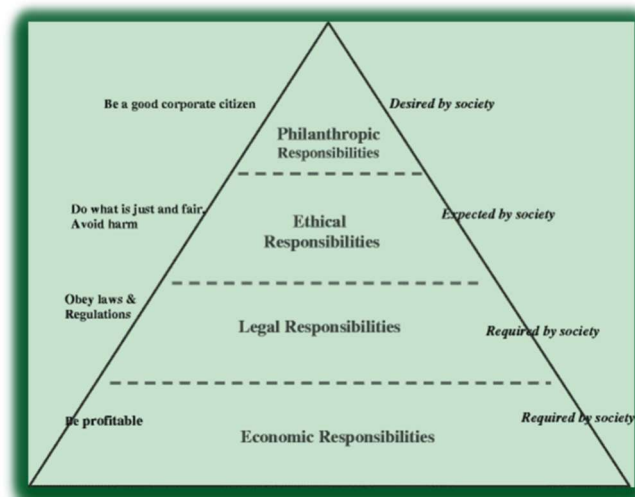 Be a good corporate citizen
Desired by society
Philanthropic
Responsibilities
Do what is just and fair,
Avoid harm
Expected by society
Ethical
Responsibilities
Obey laws &
Regulations
Legal Responsibilities
Required by society
Be profitable
Required by society
Economic Responsibilities